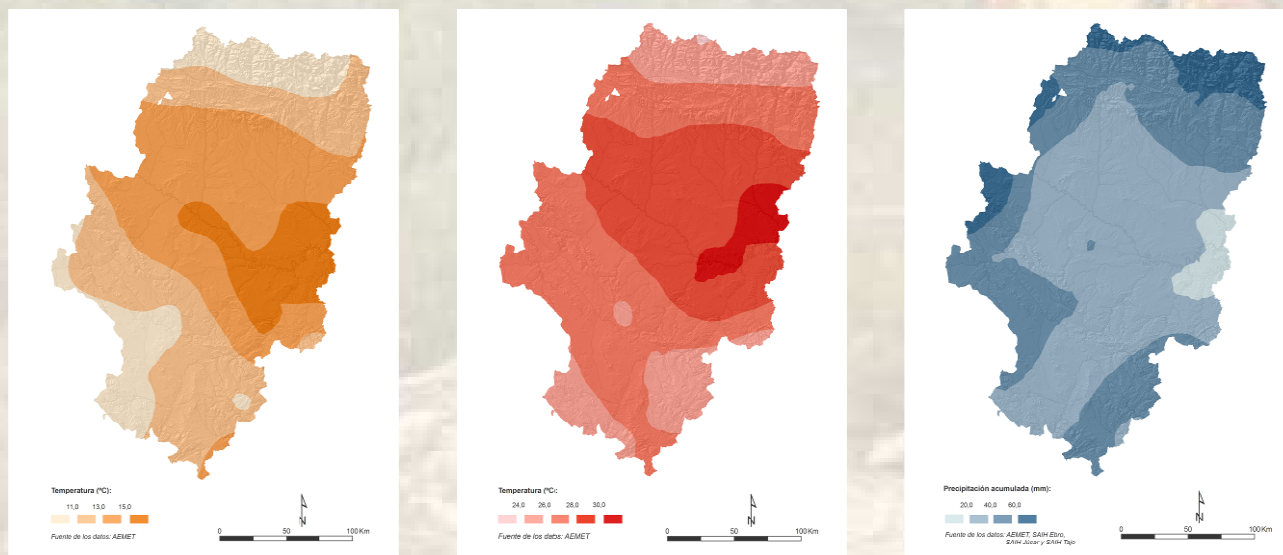 Temperatura (ºC):
11,0 13,0 15,0
Fuente de los datos: AEMET
N
0 50 100 Km
Temperatura (ºC:
24,0 26,0 28,0 30,0
Fuente de los datos: AEMET
N
0 50 100 Km
Precipitación acumulada (mm):
20,0 40,0 60,0
Fuente de los datos: AEMET, SAIH Ebro,
SAIH Júcar y SAIH Tajo
N
0 50 100 Km